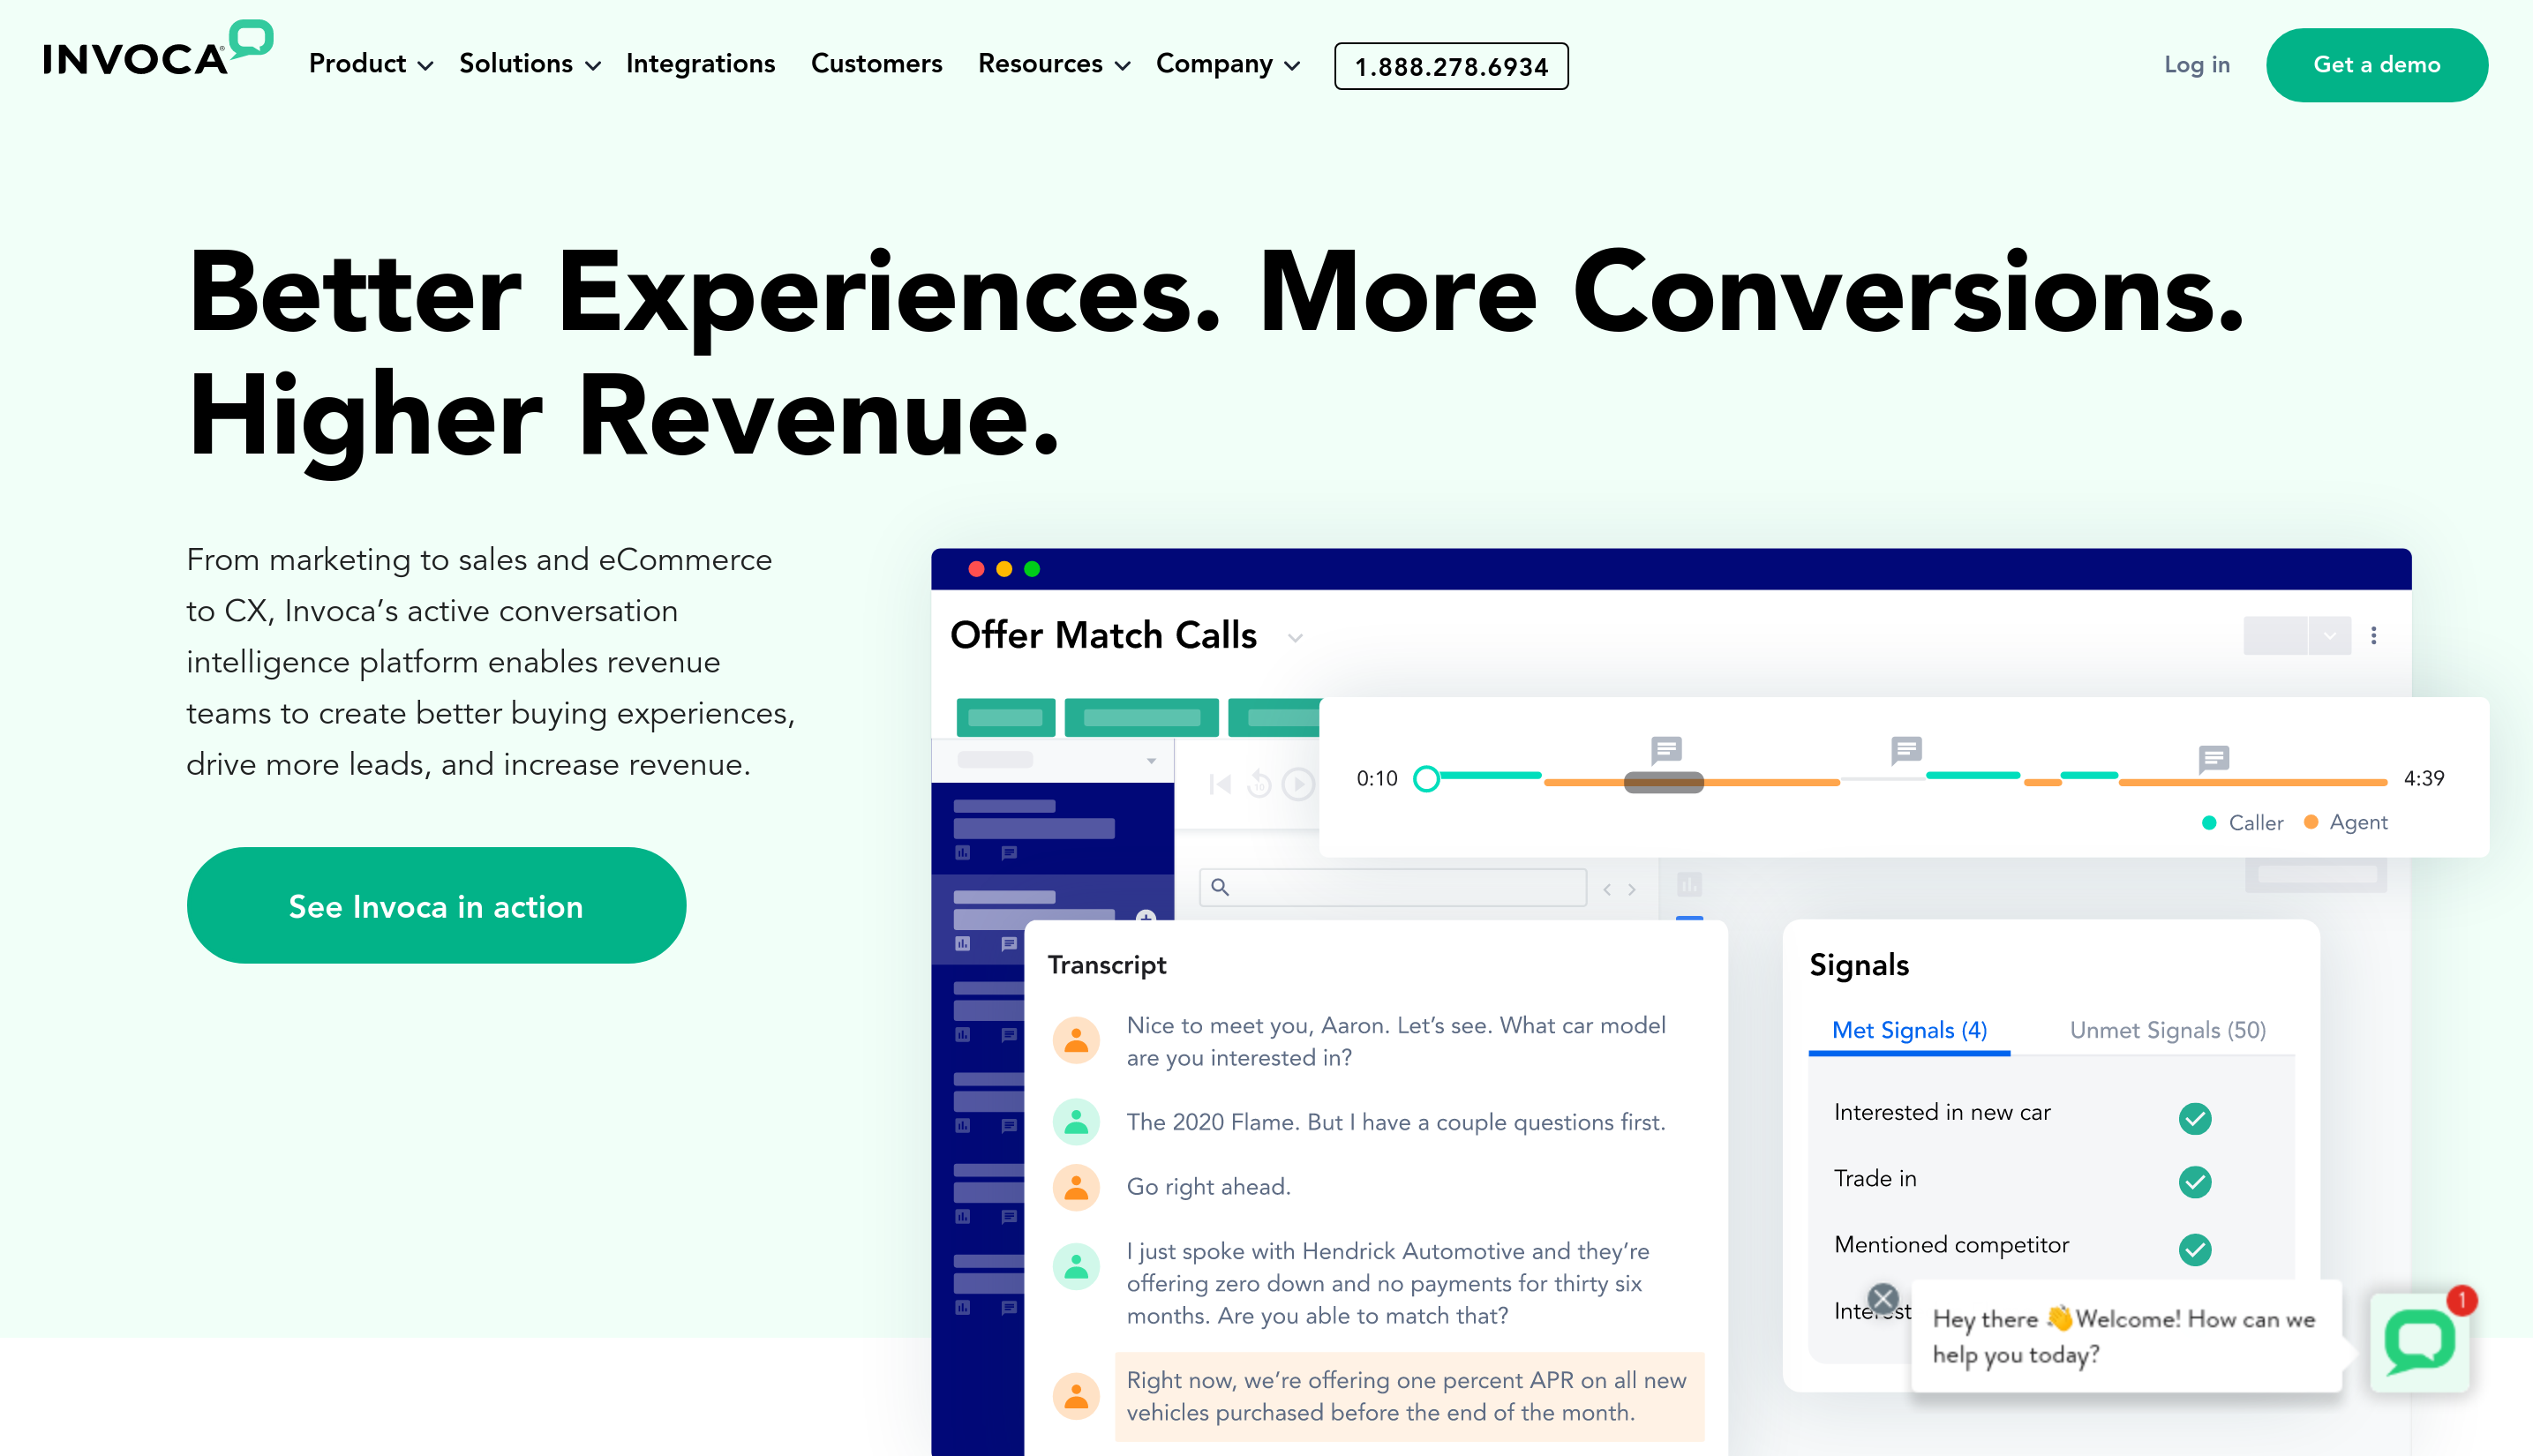 INVOCA
Product
Solutions
Integrations
Customers
Resources
Company
1.888.278.6934
Log in
Get a demo
Better Experiences. More Conversions.
Higher Revenue.
From marketing to sales and eCommerce
to CX, Invoca’s active conversation
intelligence platform enables revenue
teams to create better buying experiences,
drive more leads, and increase revenue.
See Invoca in action
Offer Match Calls
10
0:10
4:39
Caller
Agent
Transcript
Nice to meet you, Aaron. Let’s see. What car model
are you interested in?
The 2020 Flame. But I have a couple questions first.
Go right ahead.
I just spoke with Hendrick Automotive and they’re
offering zero down and no payments for thirty six
months. Are you able to match that?
Right now, we’re offering one percent APR on all new
vehicles purchased before the end of the month.
Signals
Met Signals (4)
Unmet Signals (50)
Interested in new car
Trade in
Mentioned competitor
Hey there 👋Welcome! How can we
help you today?
1